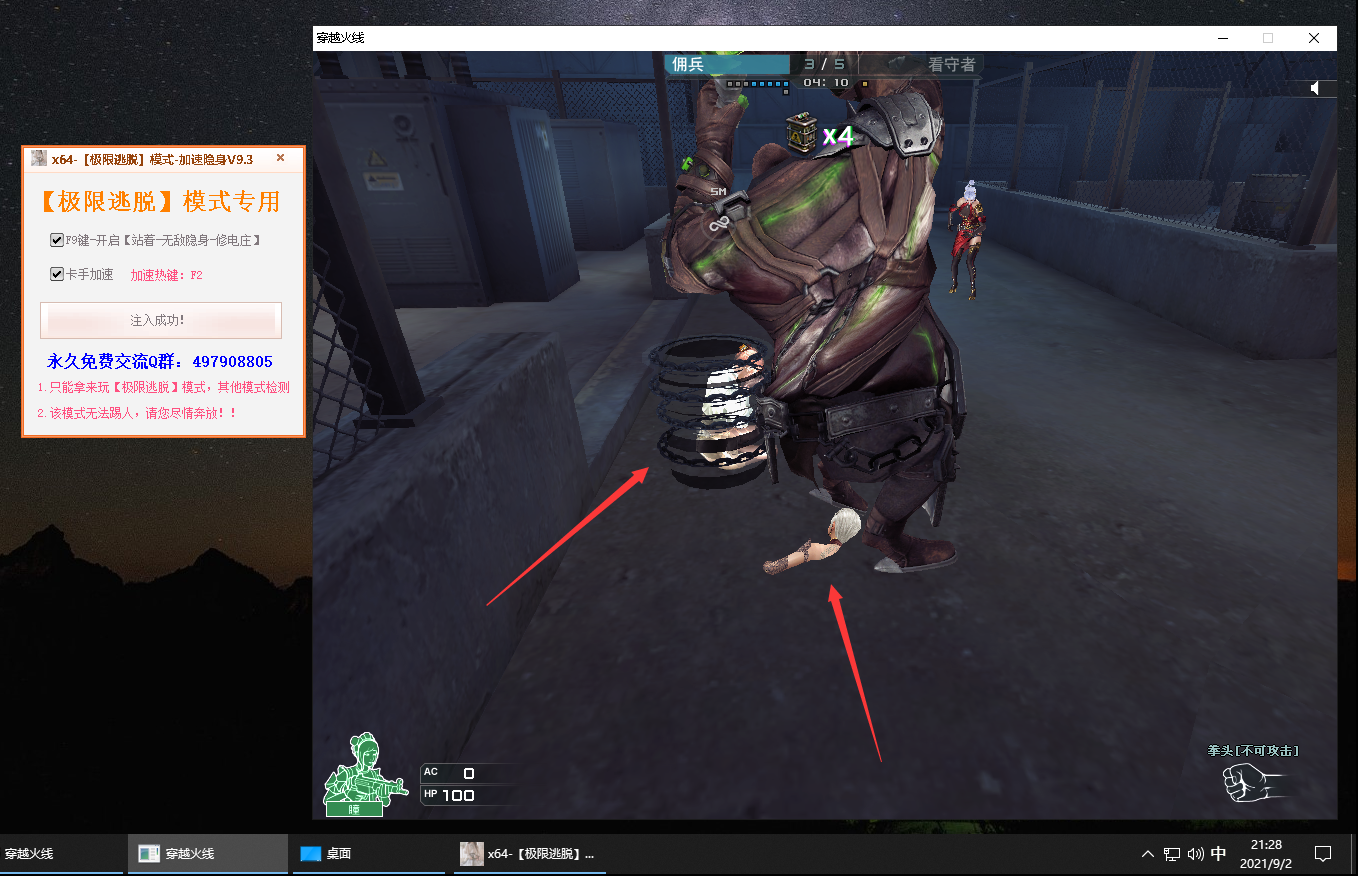 穿越火线
佣兵
3 / 5
看守者
04: 10
x4
5M
x64-【极限逃脱】模式-加速隐身V9.3
【极限逃脱】模式专用
F9键-开启【站着-无敌隐身-修电庄】
卡手加速 加速热键：F2
注入成功！
永久免费交流Q群：497908805
1.只能拿来玩【极限逃脱】模式，其他模式检测
2.该模式无法踢人，请您尽情奔放！！
拳头[不可攻击]
AC 0
HP 100
瞳
穿越火线
穿越火线
桌面
x64-【极限逃脱】...
中
21:28
2021/9/2